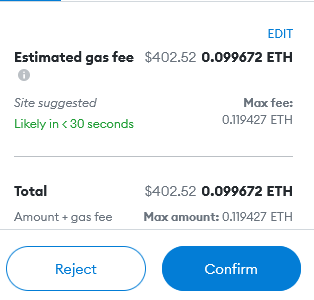 EDIT
Estimated gas fee $402.52 0.099672 ETH
i
Site suggested Max fee:
Likely in < 30 seconds 0.119427 ETH
Total $402.52 0.099672 ETH
Amount + gas fee Max amount: 0.119427 ETH
Reject Confirm